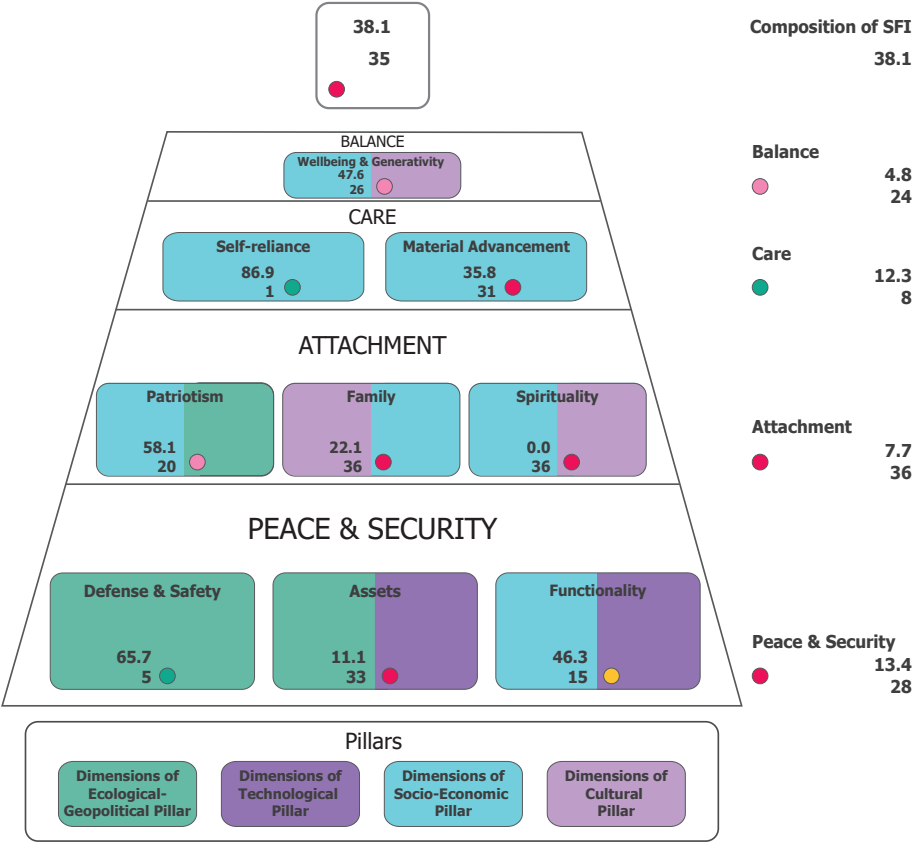 38.1
35
Composition of SFI
38.1
BALANCE
Wellbeing & Generativity
47.6
26
Balance
4.8
24
CARE
Self-reliance
86.9
1
Material Advancement
35.8
31
Care
12.3
8
ATTACHMENT
Patriotism
58.1
20
Family
22.1
36
Spirituality
0.0
36
Attachment
7.7
36
PEACE & SECURITY
Defense & Safety
65.7
5
Assets
11.1
33
Functionality
46.3
15
Peace & Security
13.4
28
Pillars
Dimensions of
Ecological-
Geopolitical Pillar
Dimensions of
Technological
Pillar
Dimensions of
Socio-Economic
Pillar
Dimensions of
Cultural
Pillar